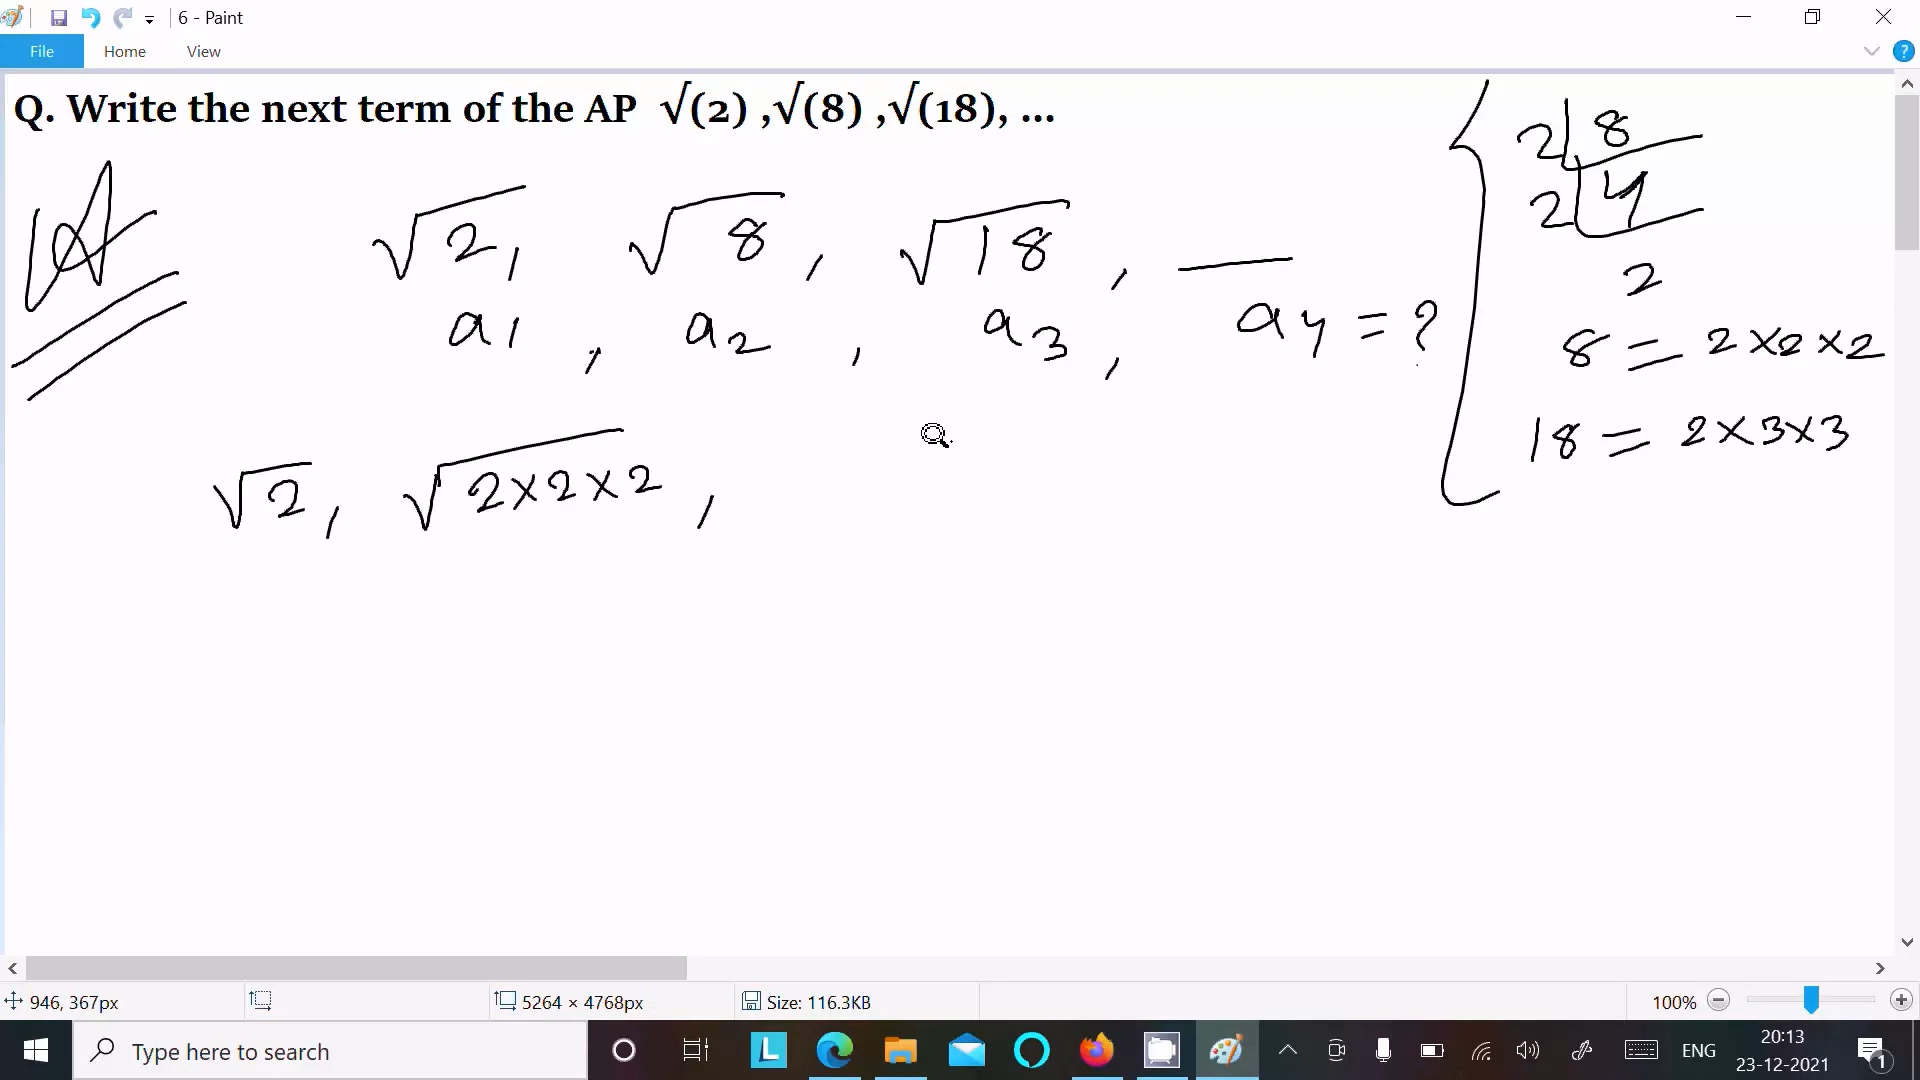 6 - Paint
File Home View
Q. Write the next term of the AP √(2) ,√(8) ,√(18), ...
√2, √8, √18, __
a1, a2, a3, a4 = ?
√2, √2×2×2,
2 | 8
2 | 4
2
8 = 2×2×2
18 = 2×3×3
946, 367px 5264 × 4768px Size: 116.3KB 100%
Type here to search
L
ENG
20:13
23-12-2021
1